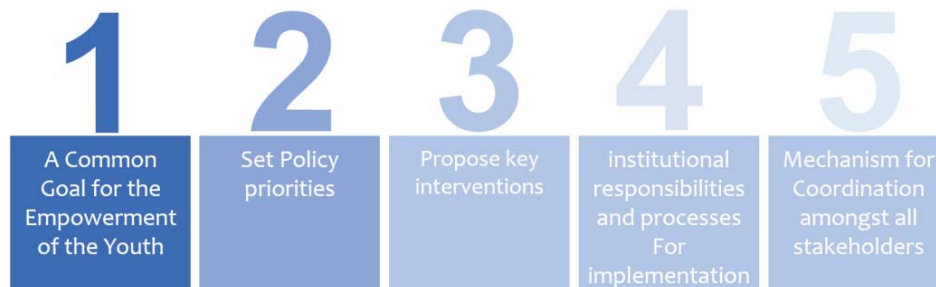 1
A Common
Goal for the
Empowerment
of the Youth
2
Set Policy
priorities
3
Propose key
interventions
4
institutional
responsibilities
and processes
For
implementation
5
Mechanism for
Coordination
amongst all
stakeholders